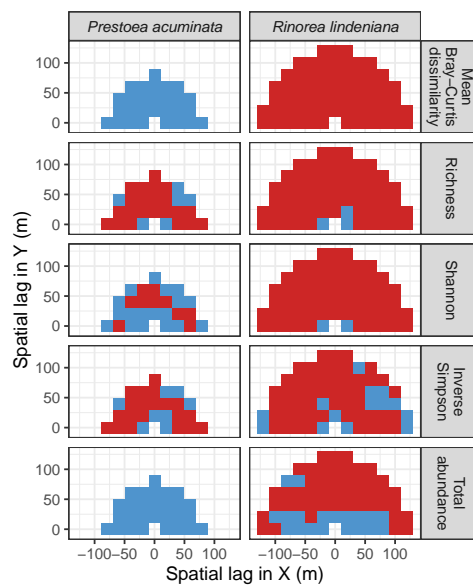 Prestoea acuminata
Rinorea lindeniana
Spatial lag in Y (m)
100
50
0
Mean
Bray−Curtis
dissimilarity
100
50
0
Richness
100
50
0
Shannon
100
50
0
Inverse
Simpson
100
50
0
Total
abundance
−100 −50 0 50 100
−100 −50 0 50 100
Spatial lag in X (m)